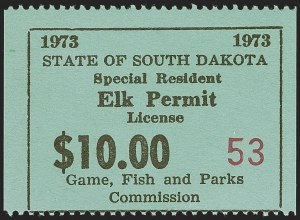 1973 1973
STATE OF SOUTH DAKOTA
Special Resident
Elk Permit
License
$10.00 53
Game, Fish and Parks
Commission